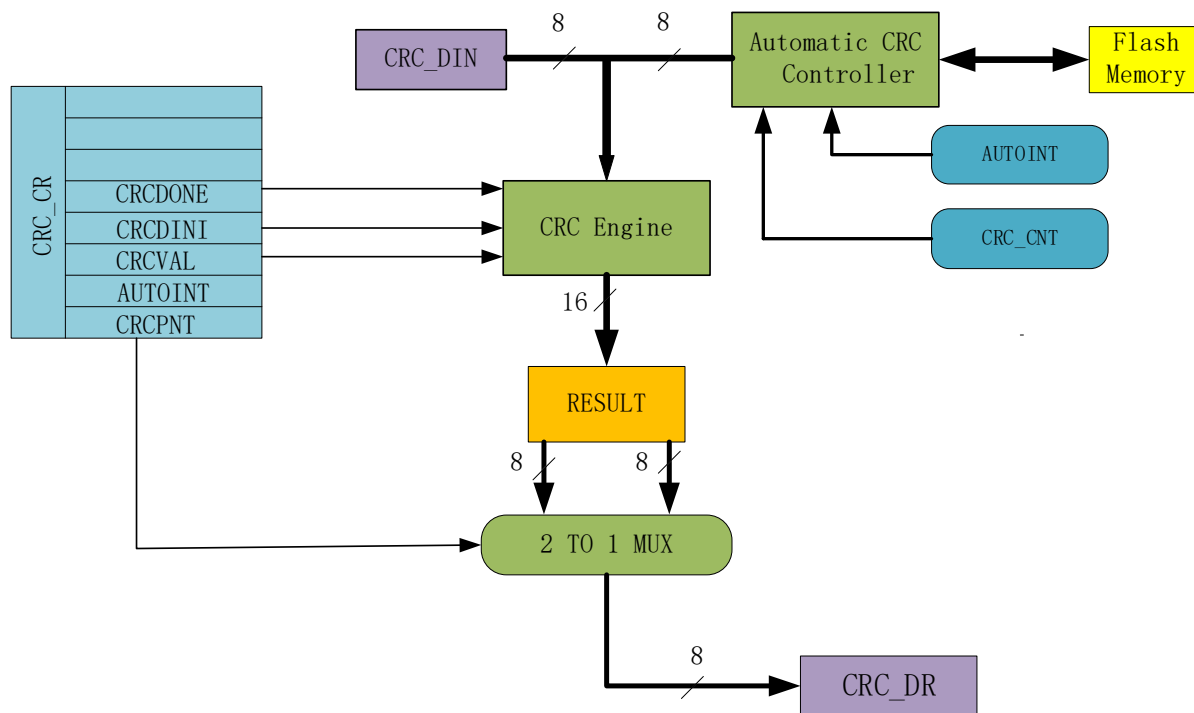 8
8
CRC_DIN
Automatic CRC
Controller
Flash
Memory
CRC_CR
CRCDONE
CRCDINI
CRCVAL
AUTOINT
CRCPNT
CRC Engine
AUTOINT
CRC_CNT
16
RESULT
8
8
2 TO 1 MUX
8
CRC_DR